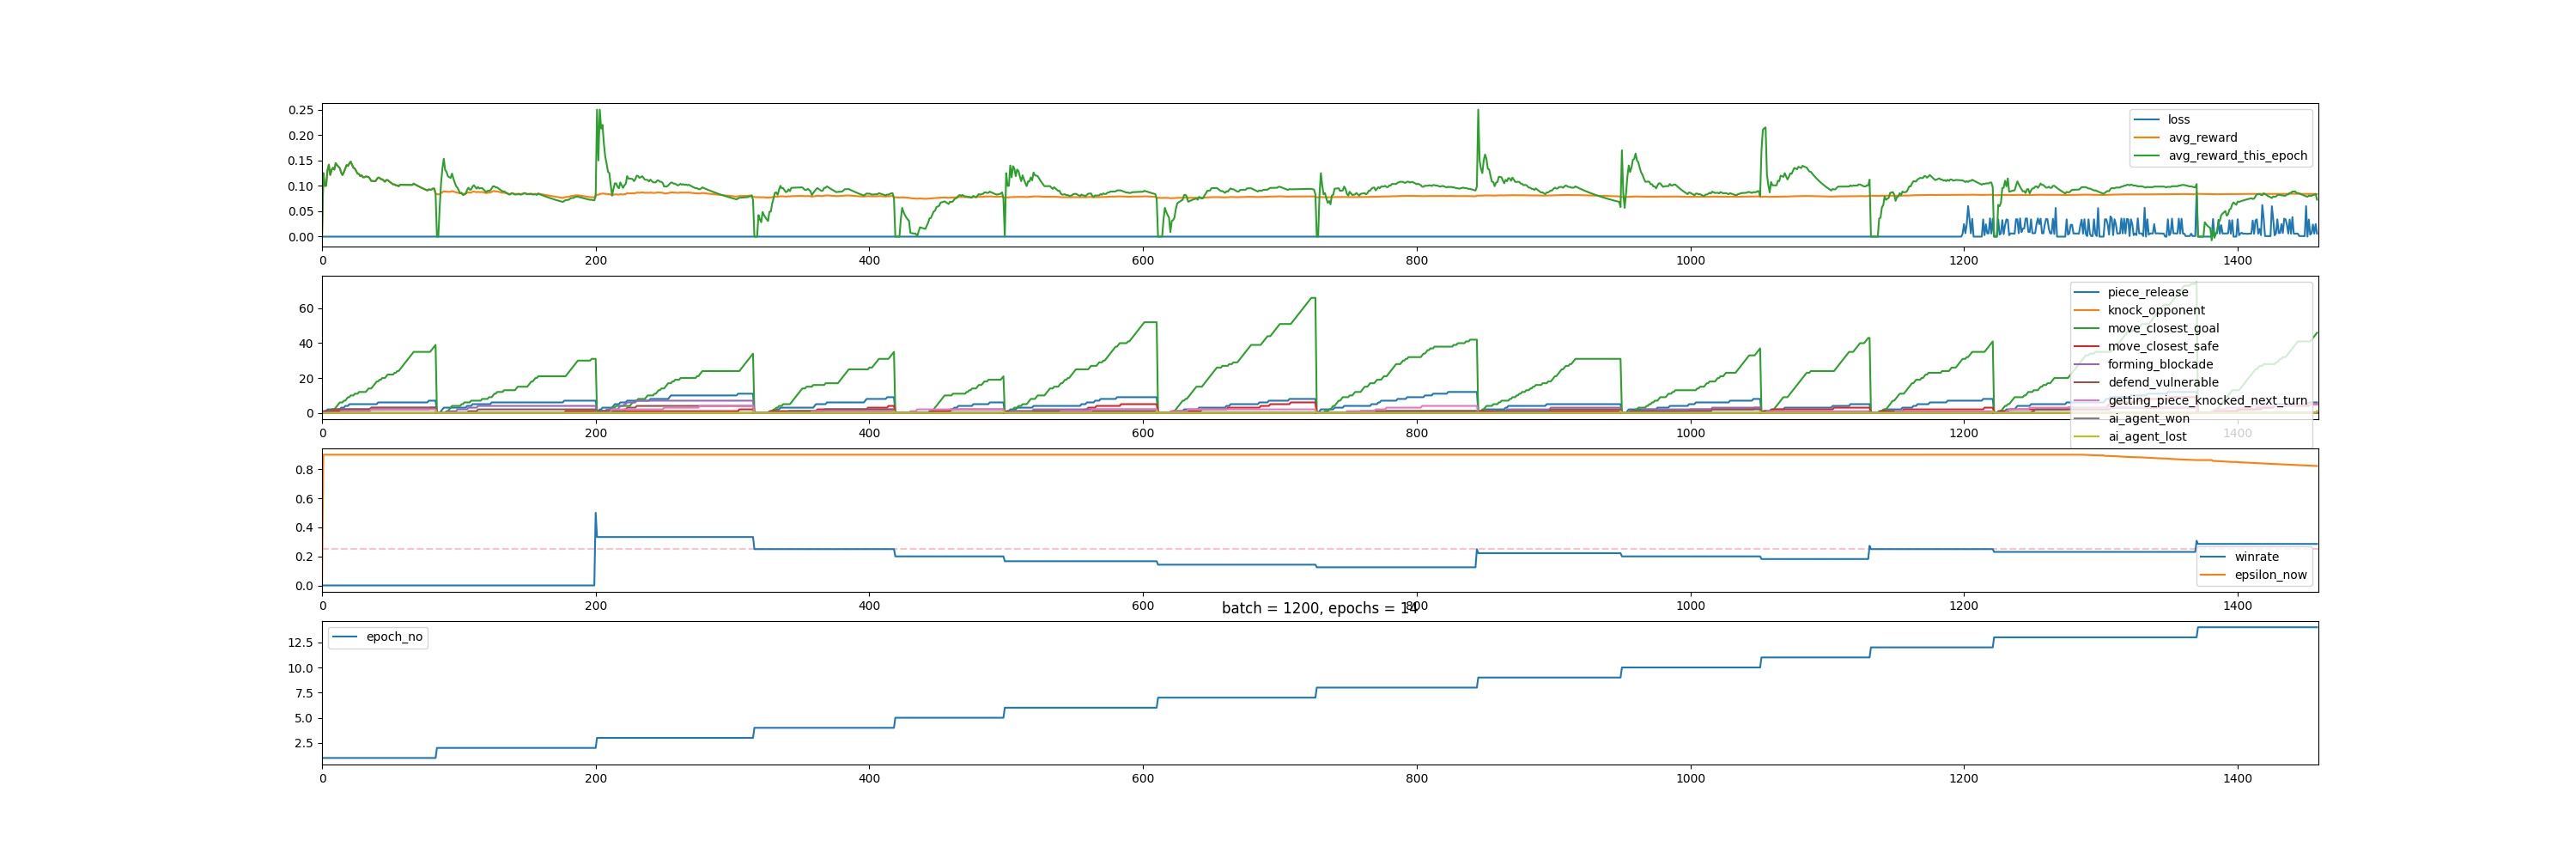 0.25
0.20
0.15
0.10
0.05
0.00
loss
avg_reward
avg_reward_this_epoch
0 200 400 600 800 1000 1200 1400
60
40
20
0
piece_release
knock_opponent
move_closest_goal
move_closest_safe
forming_blockade
defend_vulnerable
getting_piece_knocked_next_turn
ai_agent_won
ai_agent_lost
0 200 400 600 800 1000 1200 1400
0.8
0.6
0.4
0.2
0.0
winrate
epsilon_now
0 200 400 600 800 1000 1200 1400
batch = 1200, epochs = 14
12.5
10.0
7.5
5.0
2.5
epoch_no
0 200 400 600 800 1000 1200 1400